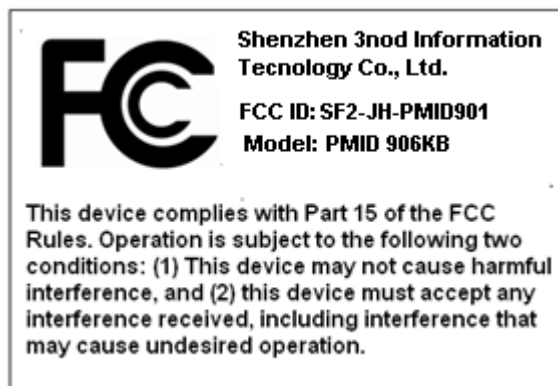 FCC
Shenzhen 3nod Information
Tecnology Co., Ltd.
FCC ID: SF2-JH-PMID901
Model: PMID 906KB
This device complies with Part 15 of the FCC
Rules. Operation is subject to the following two
conditions: (1) This device may not cause harmful
interference, and (2) this device must accept any
interference received, including interference that
may cause undesired operation.